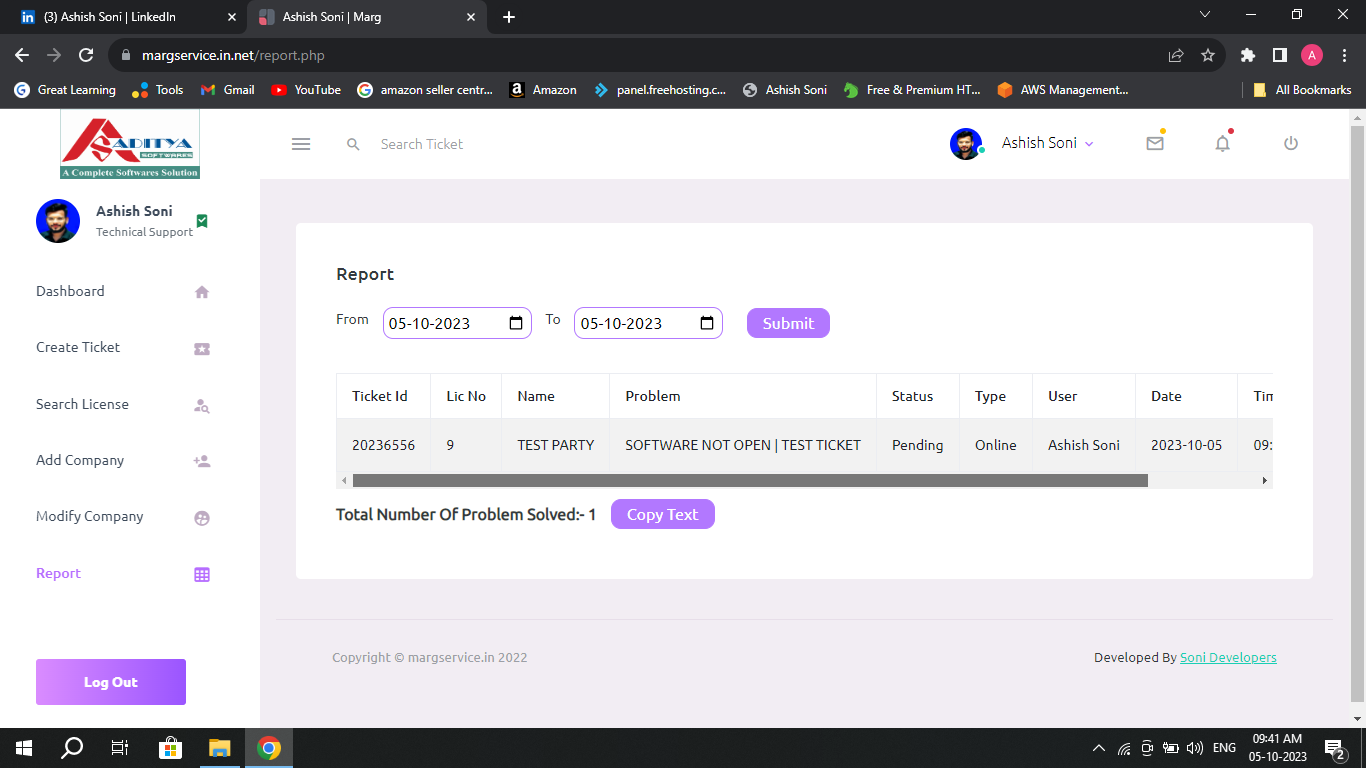 (3) Ashish Soni | LinkedIn
Ashish Soni | Marg
margservice.in.net/report.php
A
Great Learning
Tools
Gmail
YouTube
amazon seller centr...
Amazon
panel.freehosting.c...
Ashish Soni
Free & Premium HT...
AWS Management...
All Bookmarks
ADITYA
SOFTWARES
A Complete Softwares Solution
Search Ticket
Ashish Soni
Ashish Soni
Technical Support
Dashboard
Create Ticket
Search License
Add Company
Modify Company
Report
Log Out
Report
From 05-10-2023 To 05-10-2023 Submit
Ticket Id Lic No Name Problem Status Type User Date
20236556 9 TEST PARTY SOFTWARE NOT OPEN | TEST TICKET Pending Online Ashish Soni 2023-10-05 09:
Total Number Of Problem Solved:- 1 Copy Text
Copyright © margservice.in 2022
Developed By Soni Developers
ENG
09:41 AM
05-10-2023
2